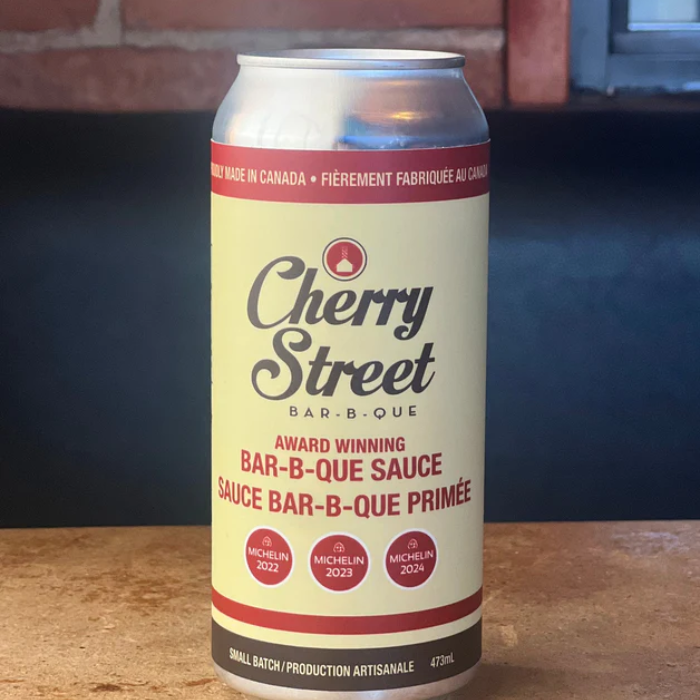 MADE IN CANADA • FIÈREMENT FABRIQUÉE AU CANADA
Cherry
Street
BAR-B-QUE
AWARD WINNING
BAR-B-QUE SAUCE
SAUCE BAR-B-QUE PRIMÉE
MICHELIN
2022
MICHELIN
2023
MICHELIN
2024
SMALL BATCH/PRODUCTION ARTISANALE 473mL